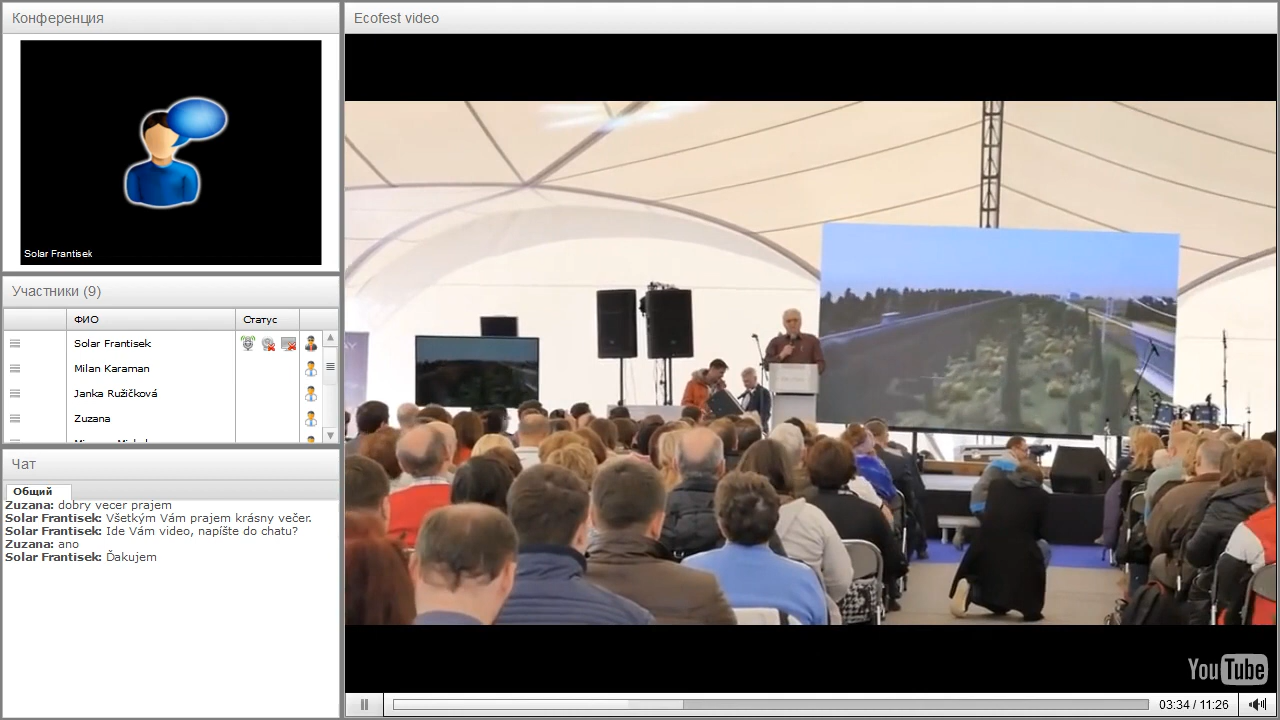 Конференция
Solar Frantisek
Участники (9)
ФИО
Статус
Solar Frantisek
Milan Karaman
Janka Ružičková
Zuzana
Чат
Общий
Zuzana: dobry vecer prajem
Solar Frantisek: Všetkým Vám prajem krásny večer.
Solar Frantisek: Ide Vám video, napíšte do chatu?
Zuzana: ano
Solar Frantisek: Ďakujem
Ecofest video
YouTube
03:34 / 11:26